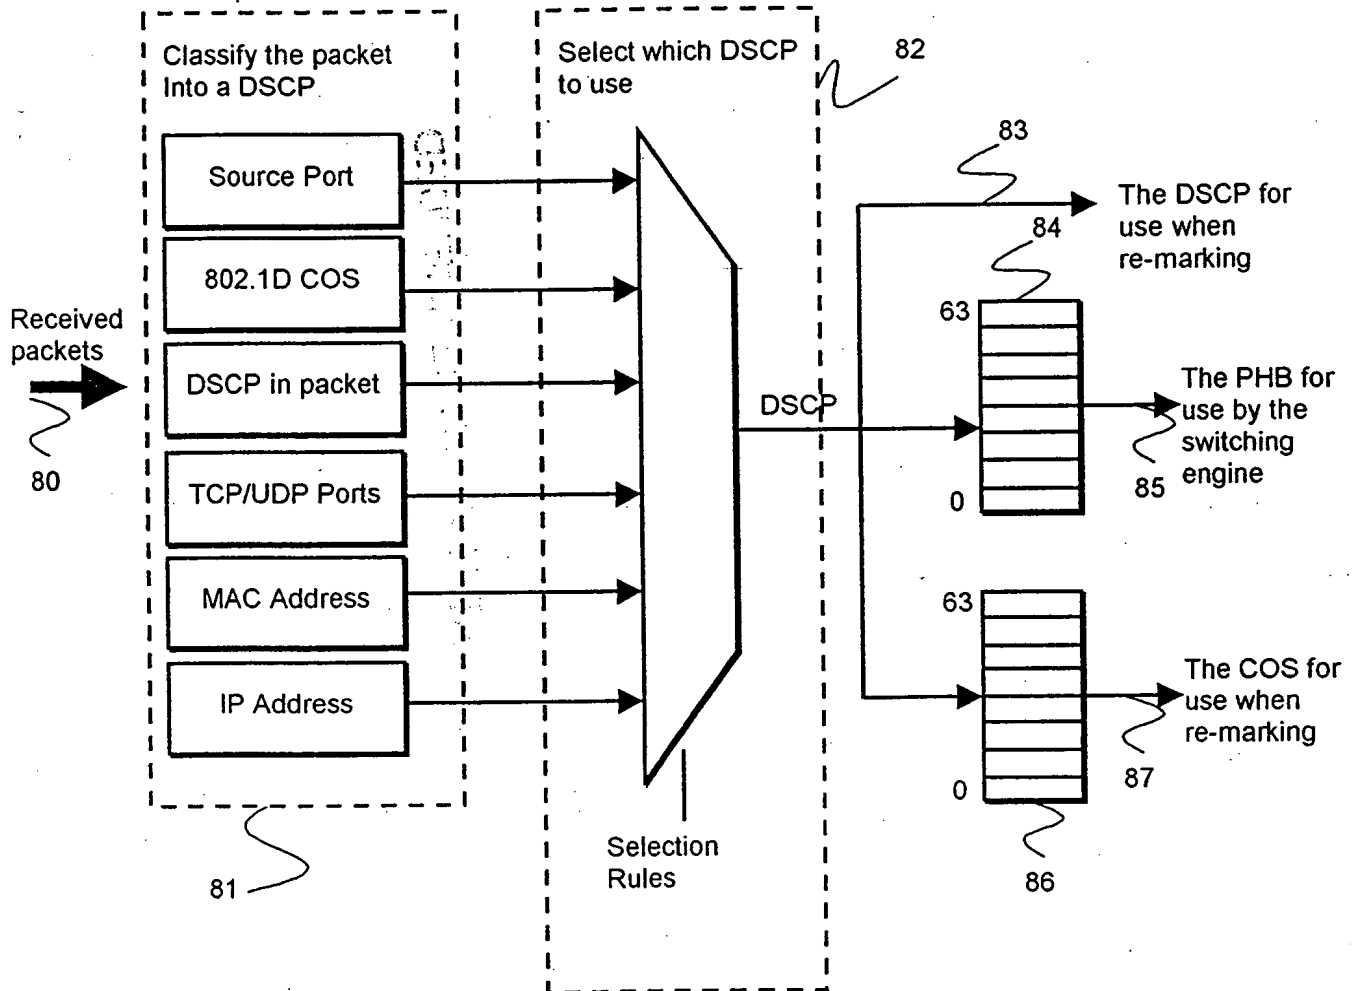 Classify the packet
Into a DSCP
Select which DSCP
to use
82
83
Source Port
The DSCP for
use when
re-marking
84
802.1D COS
63
Received
packets
DSCP in packet
The PHB for
use by the
switching
engine
DSCP
80
TCP/UDP Ports
85
0
MAC Address
63
IP Address
The COS for
use when
re-marking
87
0
Selection
Rules
81
86